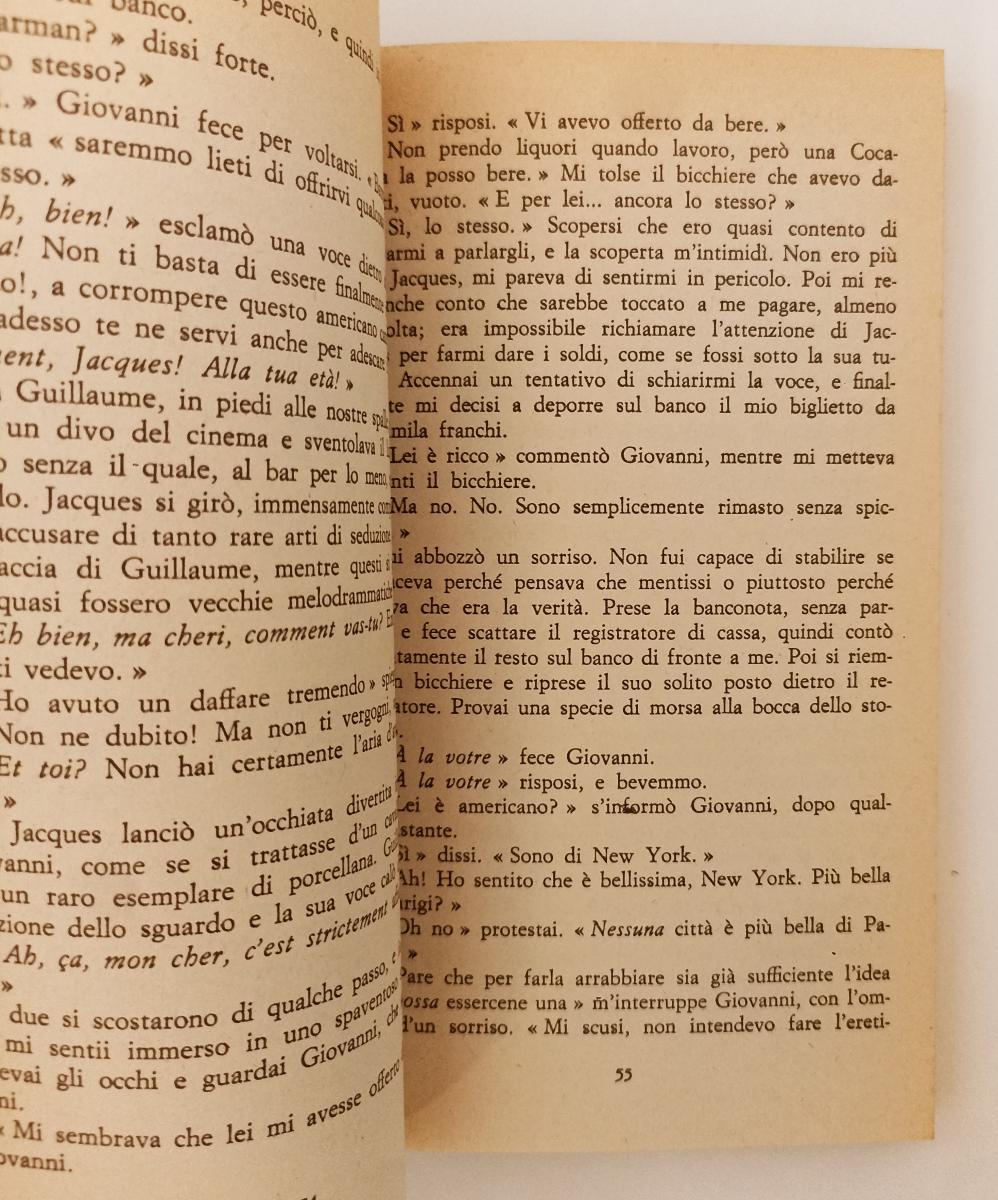 banco.
perciò, e quindi
arman? » dissi forte.
o stesso? »
. » Giovanni fece per voltarsi.
tta « saremmo lieti di offrirvi
sso. »
h, bien! » esclamò una voce dietro
a! Non ti basta di essere finalmente
o!, a corrompere questo americano
adesso te ne servi anche per adescare
ent, Jacques! Alla tua età! »
Guillaume, in piedi alle nostre
un divo del cinema e sventolava il
o senza il quale, al bar per lo meno,
lo. Jacques si girò, immensamente
accusare di tanto rare arti di seduzione
accia di Guillaume, mentre questi
quasi fossero vecchie
Eh bien, ma cheri, comment vas-tu?
ti vedevo. »
Ho avuto un daffare tremendo »
Non ne dubito! Ma non ti vergogni,
Et toi? Non hai certamente l'aria
»
Jacques lanciò un'occhiata divertita
vanni, come se si trattasse d'un
un raro esemplare di porcellana.
zione dello sguardo e la sua voce
Ah, ça, mon cher, c'est strictement
»
due si scostarono di qualche passo, e
mi sentii immerso in uno spaventoso
evai gli occhi e guardai Giovanni, che
ni.
« Mi sembrava che lei mi avesse offerto
ovanni.
Sì » risposi. « Vi avevo offerto da bere. »
Non prendo liquori quando lavoro, però una Coca-
la posso bere. » Mi tolse il bicchiere che avevo da-
i, vuoto. « E per lei... ancora lo stesso? »
Sì, lo stesso. » Scopersi che ero quasi contento di
armi a parlargli, e la scoperta m'intimidì. Non ero più
Jacques, mi pareva di sentirmi in pericolo. Poi mi re-
nche conto che sarebbe toccato a me pagare, almeno
olta; era impossibile richiamare l'attenzione di Jac-
per farmi dare i soldi, come se fossi sotto la sua tu-
Accennai un tentativo di schiarirmi la voce, e final-
te mi decisi a deporre sul banco il mio biglietto da
mila franchi.
Lei è ricco » commentò Giovanni, mentre mi metteva
nti il bicchiere.
Ma no. No. Sono semplicemente rimasto senza spic-
»
i abbozzò un sorriso. Non fui capace di stabilire se
ceva perché pensava che mentissi o piuttosto perché
va che era la verità. Prese la banconota, senza par-
e fece scattare il registratore di cassa, quindi contò
tamente il resto sul banco di fronte a me. Poi si riem-
n bicchiere e riprese il suo solito posto dietro il re-
atore. Provai una specie di morsa alla bocca dello sto-
.
À la votre » fece Giovanni.
À la votre » risposi, e bevemmo.
Lei è americano? » s'informò Giovanni, dopo qual-
stante.
Sì » dissi. « Sono di New York. »
Ah! Ho sentito che è bellissima, New York. Più bella
arigi? »
Oh no » protestai. « Nessuna città è più bella di Pa-
»
Pare che per farla arrabbiare sia già sufficiente l'idea
ossa essercene una » m'interruppe Giovanni, con l'om-
d'un sorriso. « Mi scusi, non intendevo fare l'ereti-
55